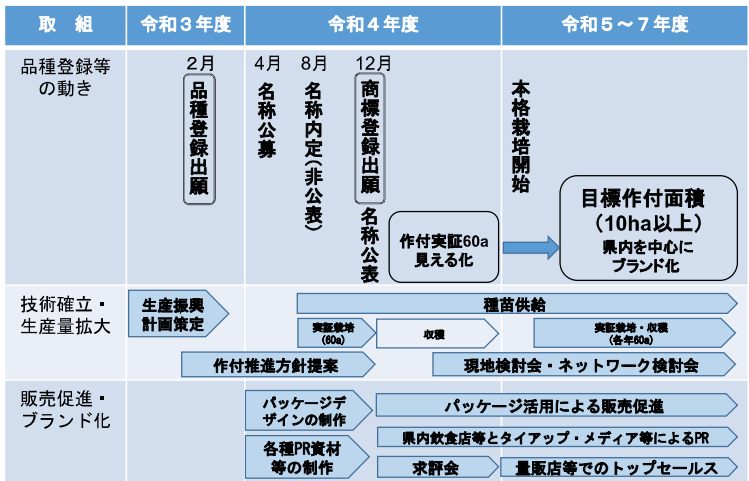 取　組
令和３年度
令和４年度
令和５～７年度
品種登録等
の動き
２月
品種登録出願
４月
名称公募
８月
名称内定（非公表）
12月
商標登録出願
名称公表
作付実証60a
見える化
本格栽培開始
目標作付面積
（10ha以上）
県内を中心に
ブランド化
技術確立・
生産量拡大
生産振興
計画策定
種苗供給
実証栽培
（60a）
収穫
実証栽培・収穫
（各年60a）
作付推進方針提案
現地検討会・ネットワーク検討会
販売促進・
ブランド化
パッケージデ
ザインの制作
パッケージ活用による販売促進
各種PR資材
等の制作
県内飲食店等とタイアップ・メディア等によるPR
求評会
量販店等でのトップセールス